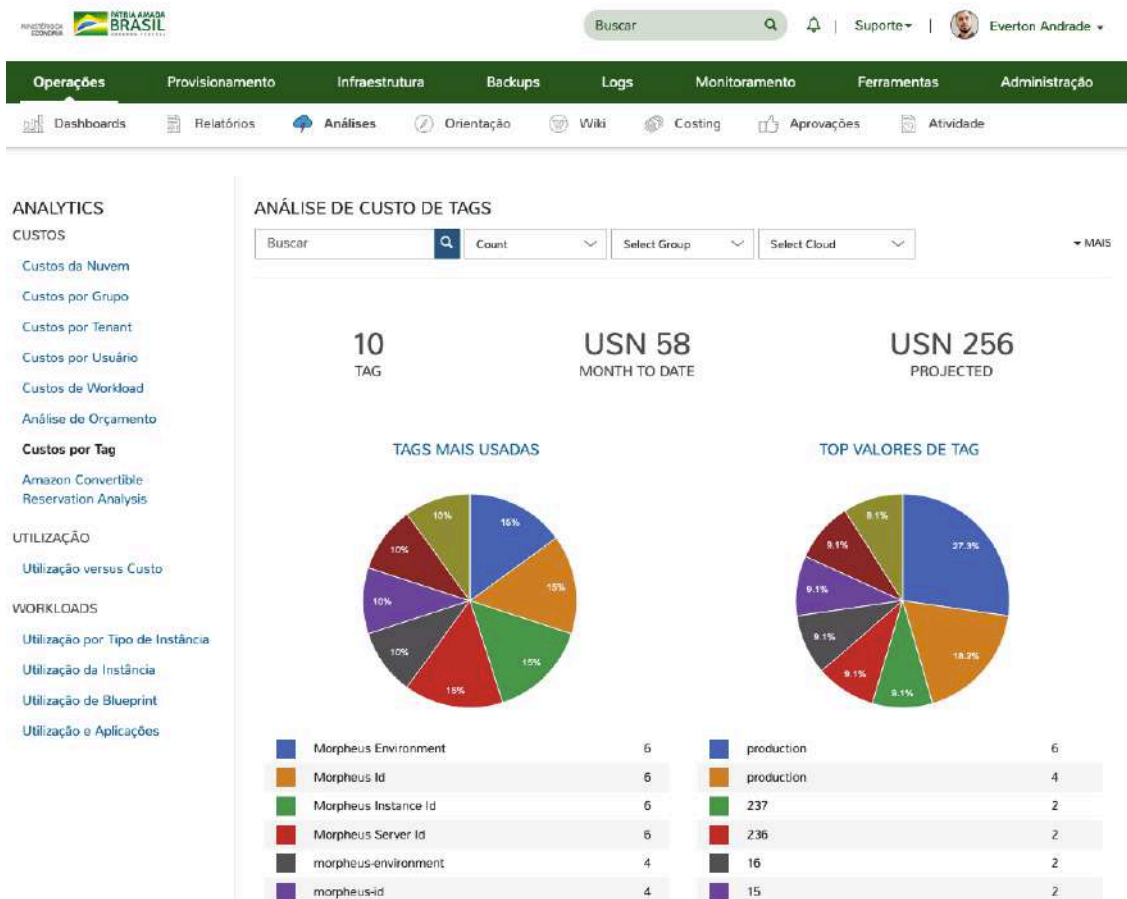 MINISTÉRIO DA
ECONOMIA
PÁTRIA AMADA
BRASIL
GOVERNO FEDERAL
Buscar
Suporte
|
Everton Andrade
Operações Provisionamento Infraestrutura Backups Logs Monitoramento Ferramentas Administração
Dashboards Relatórios Análises Orientação Wiki Costing Aprovações Atividade
ANALYTICS
CUSTOS
Custos da Nuvem
Custos por Grupo
Custos por Tenant
Custos por Usuário
Custos de Workload
Análise de Orçamento
Custos por Tag
Amazon Convertible
Reservation Analysis
UTILIZAÇÃO
Utilização versus Custo
WORKLOADS
Utilização por Tipo de Instância
Utilização da Instância
Utilização de Blueprint
Utilização e Aplicações
ANÁLISE DE CUSTO DE TAGS
Buscar Count Select Group Select Cloud MAIS
10 USN 58 USN 256
TAG MONTH TO DATE PROJECTED
TAGS MAIS USADAS
15%
15%
15%
15%
10%
10%
10%
10%
Morpheus Environment 6
Morpheus Id 6
Morpheus Instance Id 6
Morpheus Server Id 6
morpheus-environment 4
morpheus-id 4
TOP VALORES DE TAG
27.3%
18.2%
9.1%
9.1%
9.1%
9.1%
9.1%
9.1%
production 6
production 4
237 2
236 2
16 2
15 2